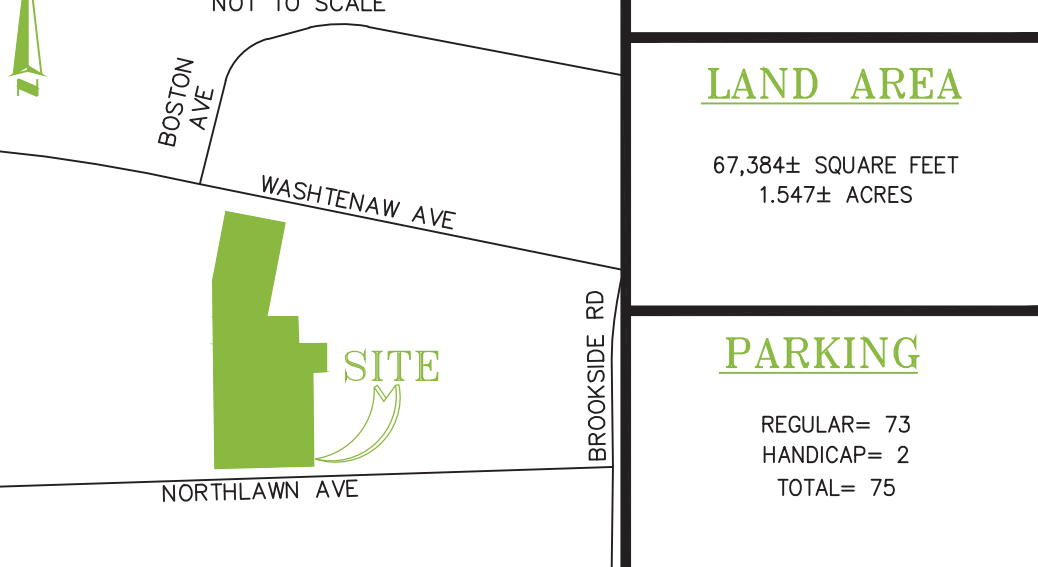 NOT TO SCALE
N
BOSTON
AVE
WASHTENAW AVE
BROOKSIDE RD
SITE
NORTHLAWN AVE
LAND AREA
67,384± SQUARE FEET
1.547± ACRES
PARKING
REGULAR= 73
HANDICAP= 2
TOTAL= 75